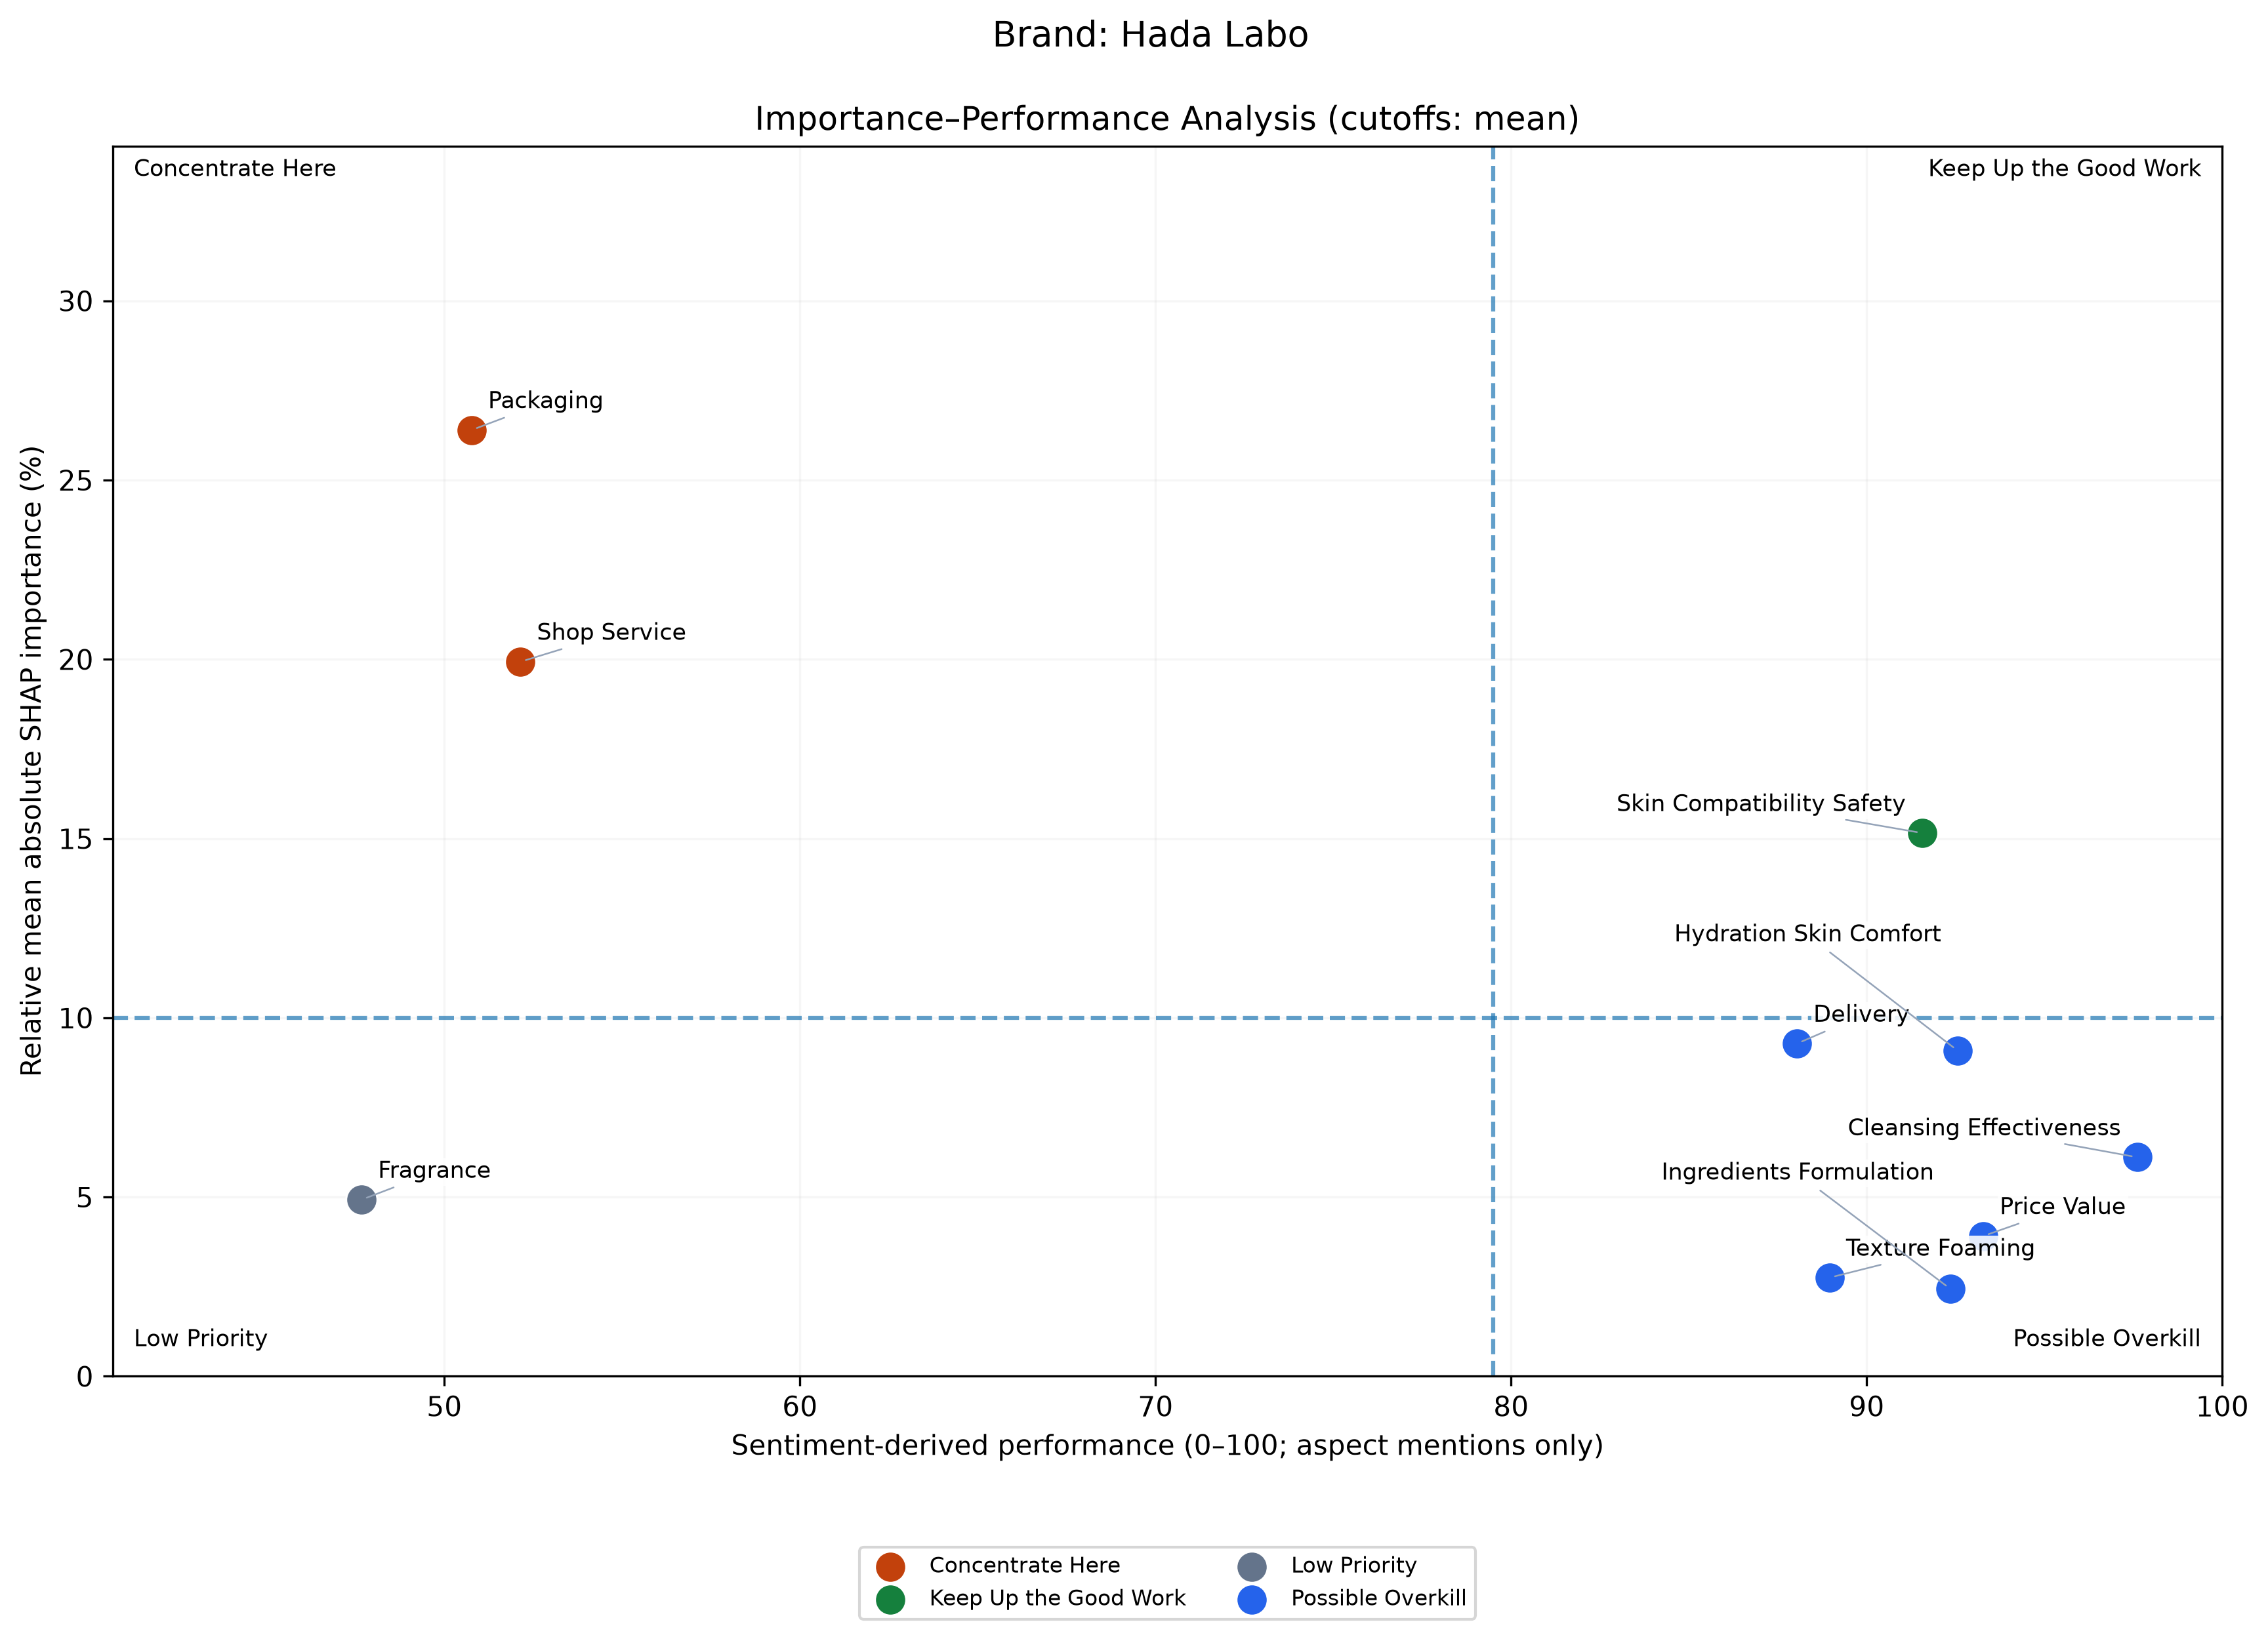 Brand: Hada Labo
Importance–Performance Analysis (cutoffs: mean)
Concentrate Here
Keep Up the Good Work
Relative mean absolute SHAP importance (%)
30
25
20
15
10
5
0
Packaging
Shop Service
Skin Compatibility Safety
Hydration Skin Comfort
Delivery
Cleansing Effectiveness
Fragrance
Ingredients Formulation
Price Value
Texture Foaming
Low Priority
Possible Overkill
50
60
70
80
90
100
Sentiment-derived performance (0–100; aspect mentions only)
Concentrate Here
Keep Up the Good Work
Low Priority
Possible Overkill